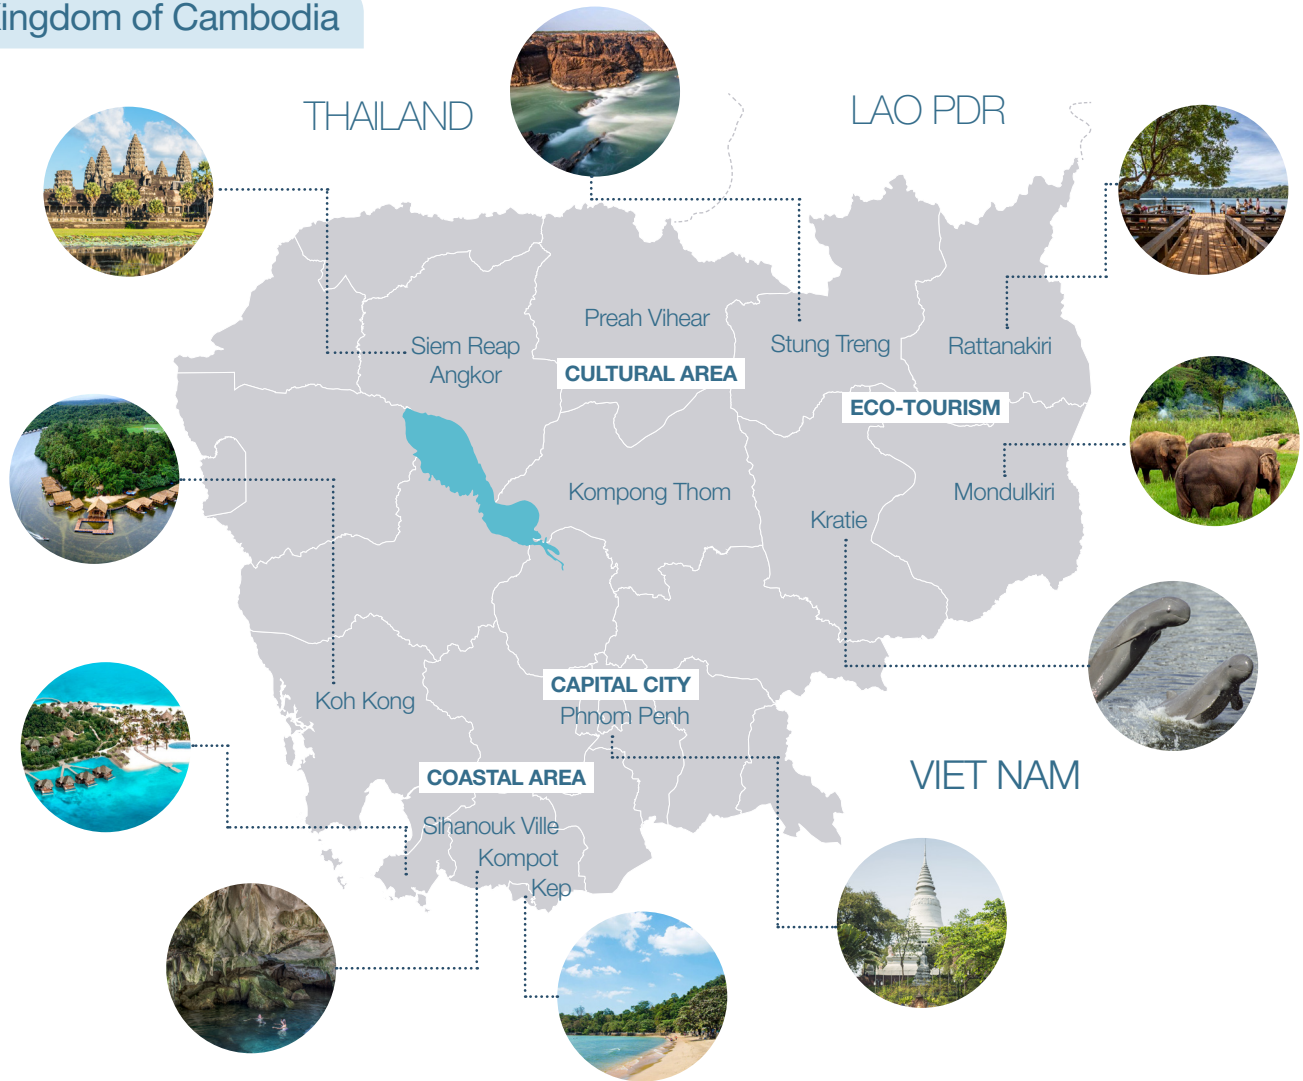 Kingdom of Cambodia
THAILAND
LAO PDR
Preah Vihear
Siem Reap
Angkor
CULTURAL AREA
Stung Treng
Rattanakiri
ECO-TOURISM
Kompong Thom
Mondulkiri
Kratie
CAPITAL CITY
Phnom Penh
Koh Kong
COASTAL AREA
VIET NAM
Sihanouk Ville
Kompot
Kep